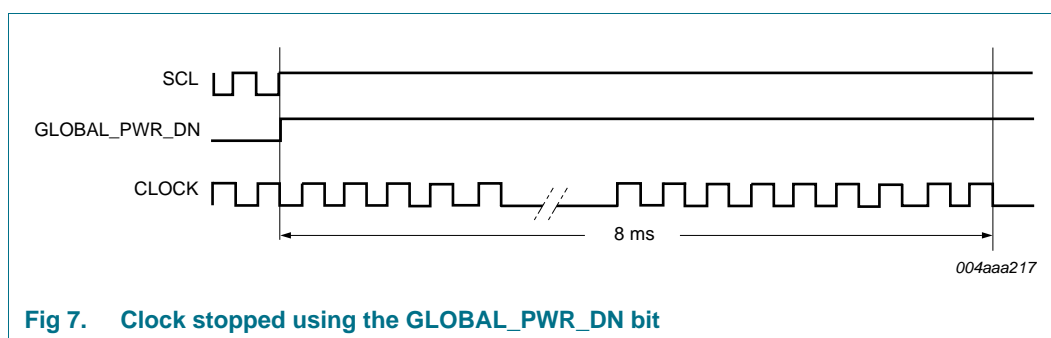 SCL
GLOBAL_PWR_DN
CLOCK
8 ms
004aaa217
Fig 7. Clock stopped using the GLOBAL_PWR_DN bit